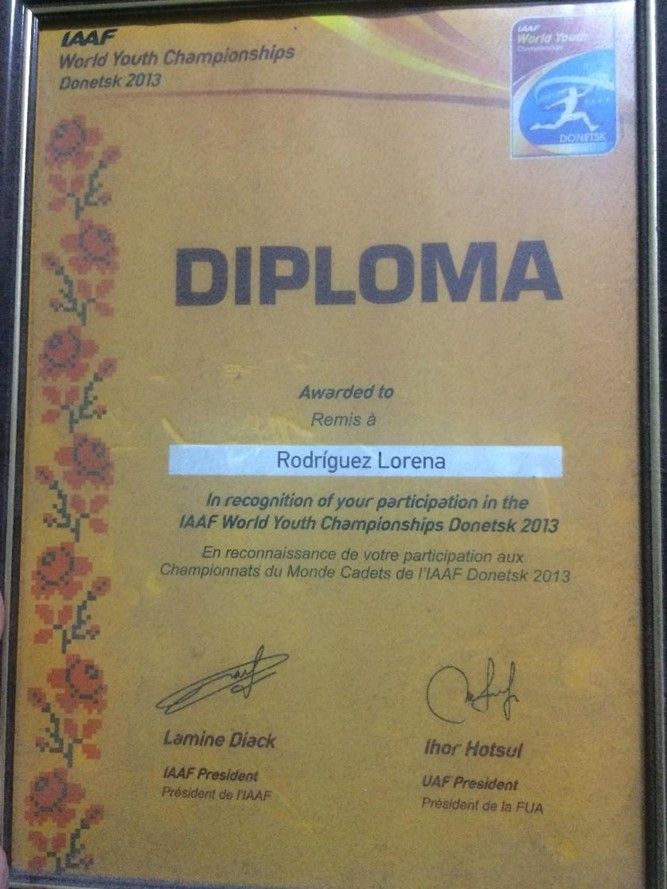 IAAF
World Youth Championships
Donetsk 2013
IAAF
World Youth
Championships
DONETSK
DIPLOMA
Awarded to
Remis à
Rodríguez Lorena
In recognition of your participation in the
IAAF World Youth Championships Donetsk 2013
En reconnaissance de votre participation aux
Championnats du Monde Cadets de l'IAAF Donetsk 2013
Lamine Diack
IAAF President
Président de l'IAAF
Ihor Hotsul
UAF President
Président de la FUA